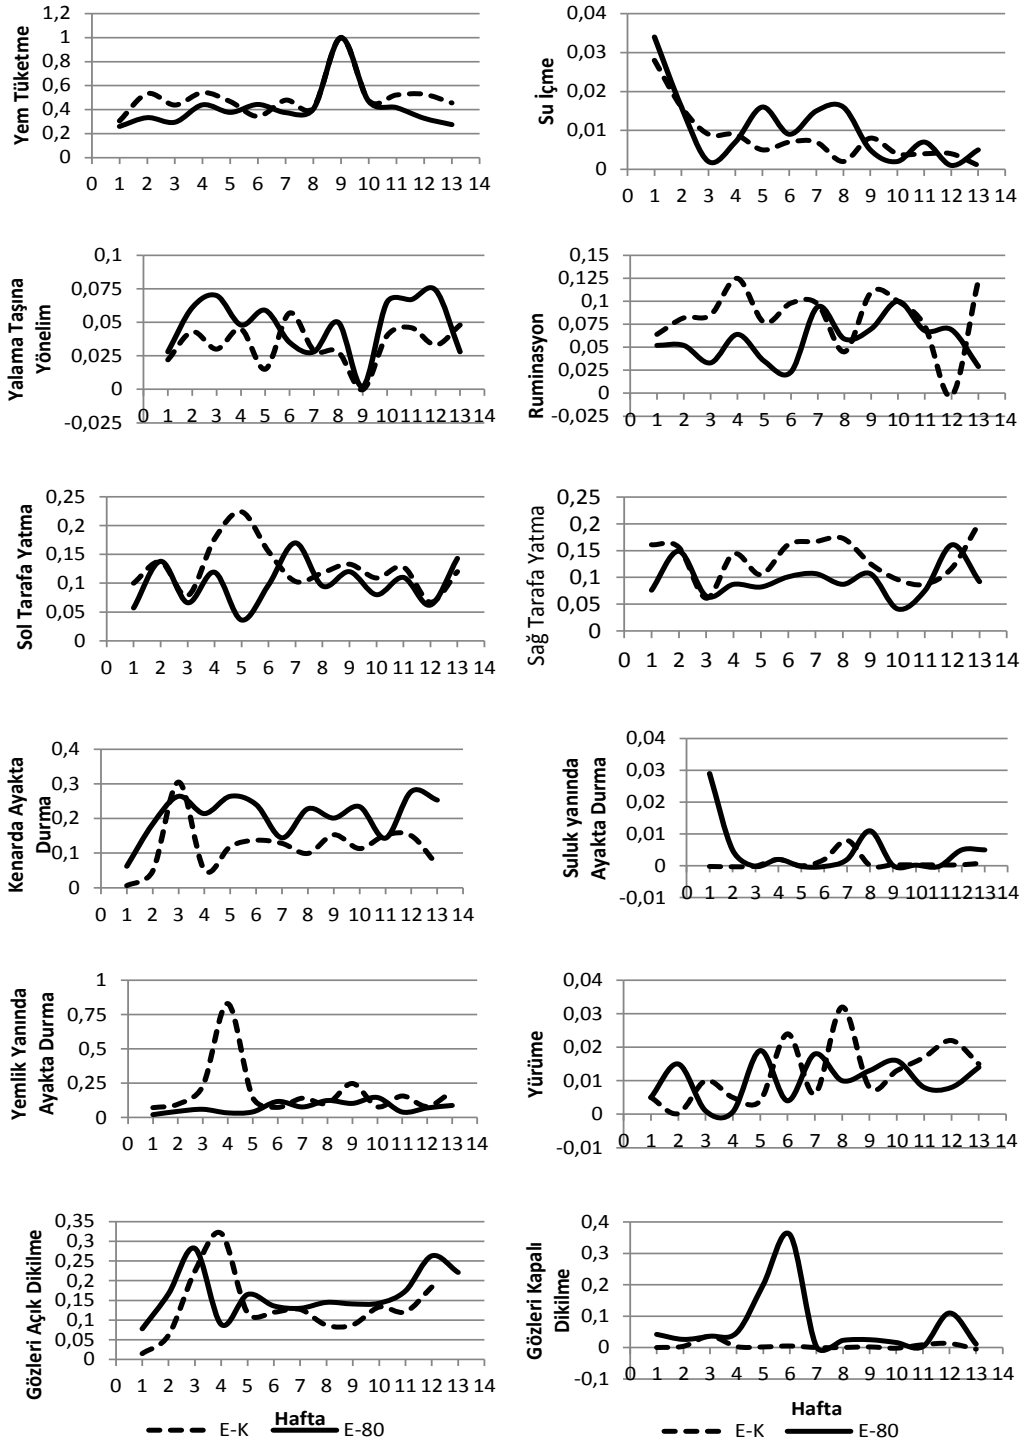 Yem Tüketme
1,2
1
0,8
0,6
0,4
0,2
0
0 1 2 3 4 5 6 7 8 9 10 11 12 13 14
Su İçme
0,04
0,03
0,02
0,01
0
0 1 2 3 4 5 6 7 8 9 10 11 12 13 14
Yalama Taşına
Yönelim
0,1
0,075
0,05
0,025
0
-0,025
0 1 2 3 4 5 6 7 8 9 10 11 12 13 14
Ruminasyon
0,15
0,125
0,1
0,075
0,05
0,025
0
-0,025
0 1 2 3 4 5 6 7 8 9 10 11 12 13 14
Sol Tarafa Yatma
0,25
0,2
0,15
0,1
0,05
0
0 1 2 3 4 5 6 7 8 9 10 11 12 13 14
Sağ Tarafa Yatma
0,25
0,2
0,15
0,1
0,05
0
0 1 2 3 4 5 6 7 8 9 10 11 12 13 14
Kenarda Ayakta
Durma
0,4
0,3
0,2
0,1
0
0 1 2 3 4 5 6 7 8 9 10 11 12 13 14
Suluk yanında
Ayakta Durma
0,04
0,03
0,02
0,01
0
-0,01
0 1 2 3 4 5 6 7 8 9 10 11 12 13 14
Yemlik Yanında
Ayakta Durma
1
0,75
0,5
0,25
0
0 1 2 3 4 5 6 7 8 9 10 11 12 13 14
Yürüme
0,04
0,03
0,02
0,01
0
-0,01
0 1 2 3 4 5 6 7 8 9 10 11 12 13 14
Gözleri Açık Dikilme
0,35
0,3
0,25
0,2
0,15
0,1
0,05
0
0 1 2 3 4 5 6 7 8 9 10 11 12 13 14
Hafta
E-K E-80
Gözleri Kapalı
Dikilme
0,4
0,3
0,2
0,1
0
-0,1
0 1 2 3 4 5 6 7 8 9 10 11 12 13 14
Hafta
E-K E-80